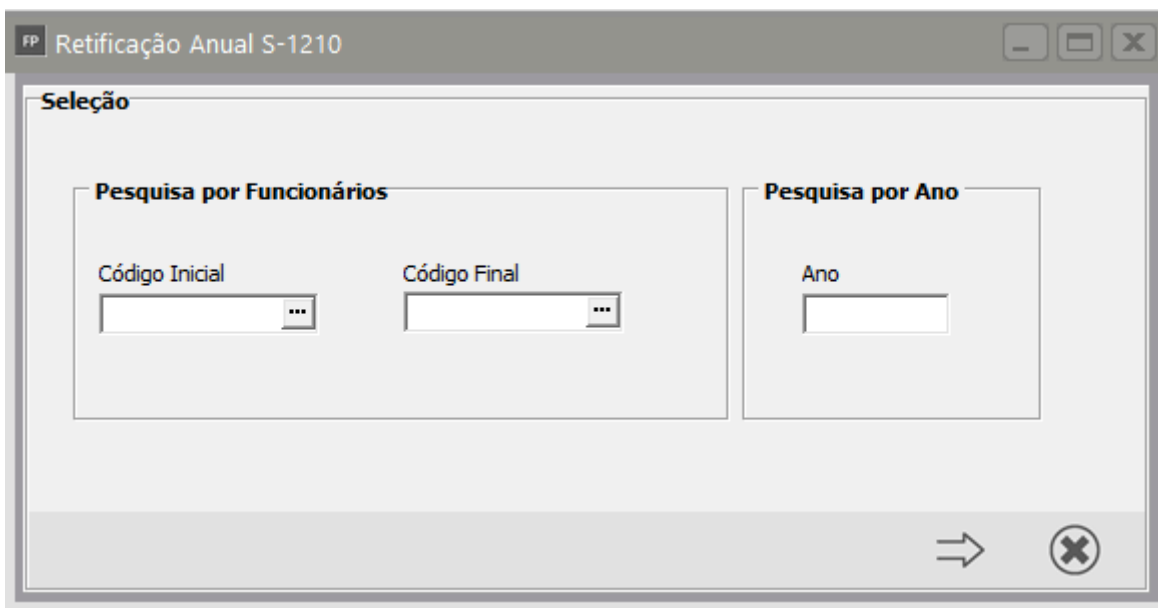 FP Retificação Anual S-1210
Seleção
Pesquisa por Funcionários
Pesquisa por Ano
Código Inicial
Código Final
Ano
...
...